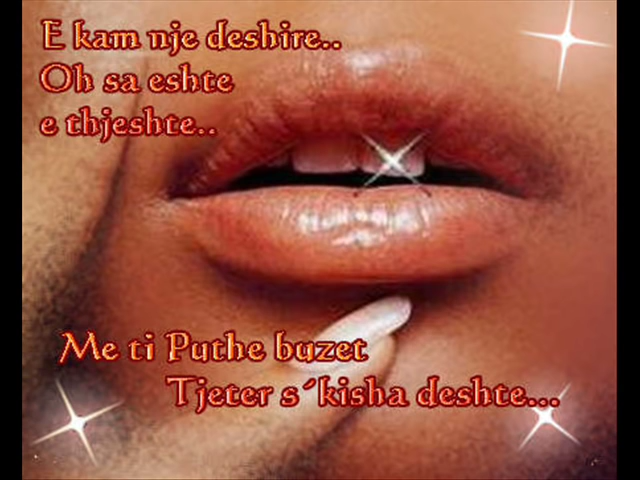 E kam nje deshire..
Oh sa eshte
e thjeshte..
Me ti Puthe buzet
Tjeter s´kisha deshte...